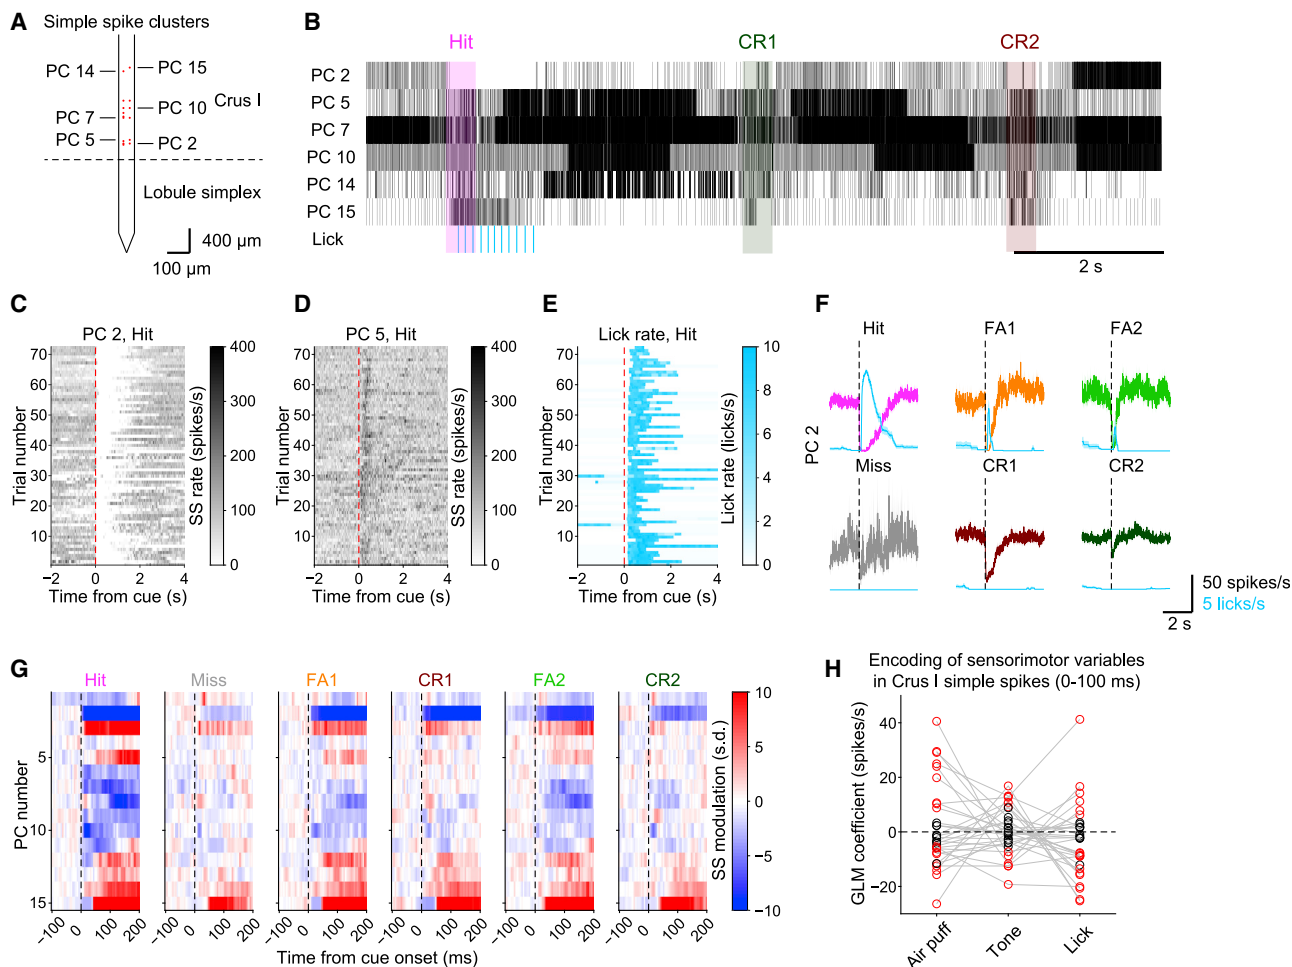 A
Simple spike clusters
PC 14
PC 15
PC 10
Crus I
PC 7
PC 5
PC 2
Lobule simplex
400 µm
100 µm
B
Hit
CR1
CR2
PC 2
PC 5
PC 7
PC 10
PC 14
PC 15
Lick
2 s
C
PC 2, Hit
Trial number
70
60
50
40
30
20
10
−2
0
2
4
Time from cue (s)
400
300
200
100
0
SS rate (spikes/s)
D
PC 5, Hit
Trial number
70
60
50
40
30
20
10
−2
0
2
4
Time from cue (s)
400
300
200
100
0
SS rate (spikes/s)
E
Lick rate, Hit
Trial number
70
60
50
40
30
20
10
−2
0
2
4
Time from cue (s)
10
8
6
4
2
0
Lick rate (licks/s)
F
Hit
FA1
FA2
PC 2
Miss
CR1
CR2
50 spikes/s
5 licks/s
2 s
G
Hit
Miss
FA1
CR1
FA2
CR2
PC number
5
10
15
−100
0
100
200
−100
0
100
200
−100
0
100
200
−100
0
100
200
−100
0
100
200
−100
0
100
200
Time from cue onset (ms)
10
5
0
−5
−10
SS modulation (s.d.)
H
Encoding of sensorimotor variables
in Crus I simple spikes (0-100 ms)
GLM coefficient (spikes/s)
40
20
0
−20
Air puff
Tone
Lick